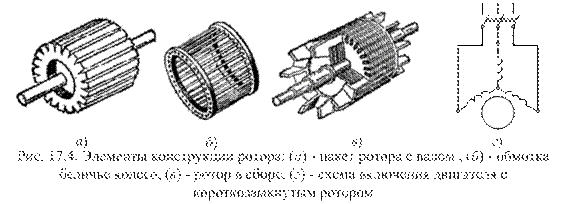 а) б) в) г)
Рис. 17.4. Элементы конструкции ротора: (а) - пакет ротора с валом, (б) - обмотка
беличье колесо, (в) - ротор в сборе, (г) - схема включения двигателя с
короткозамкнутым ротором